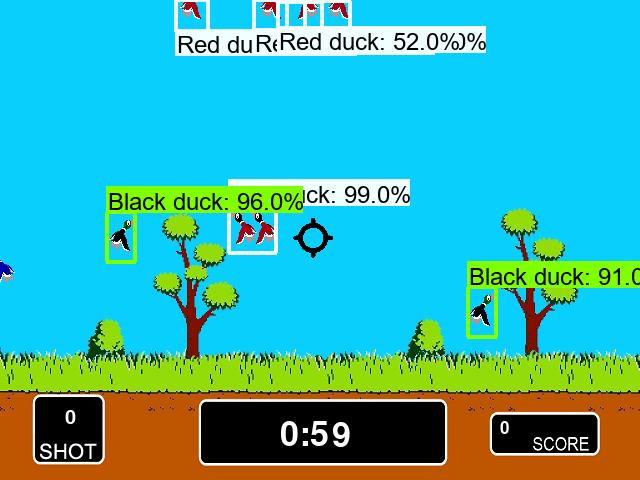 Red du
Re
Red duck: 52.0%
)%
Black duck: 96.0%
uck: 99.0%
Black duck: 91.0
0
SHOT
0:59
0
SCORE